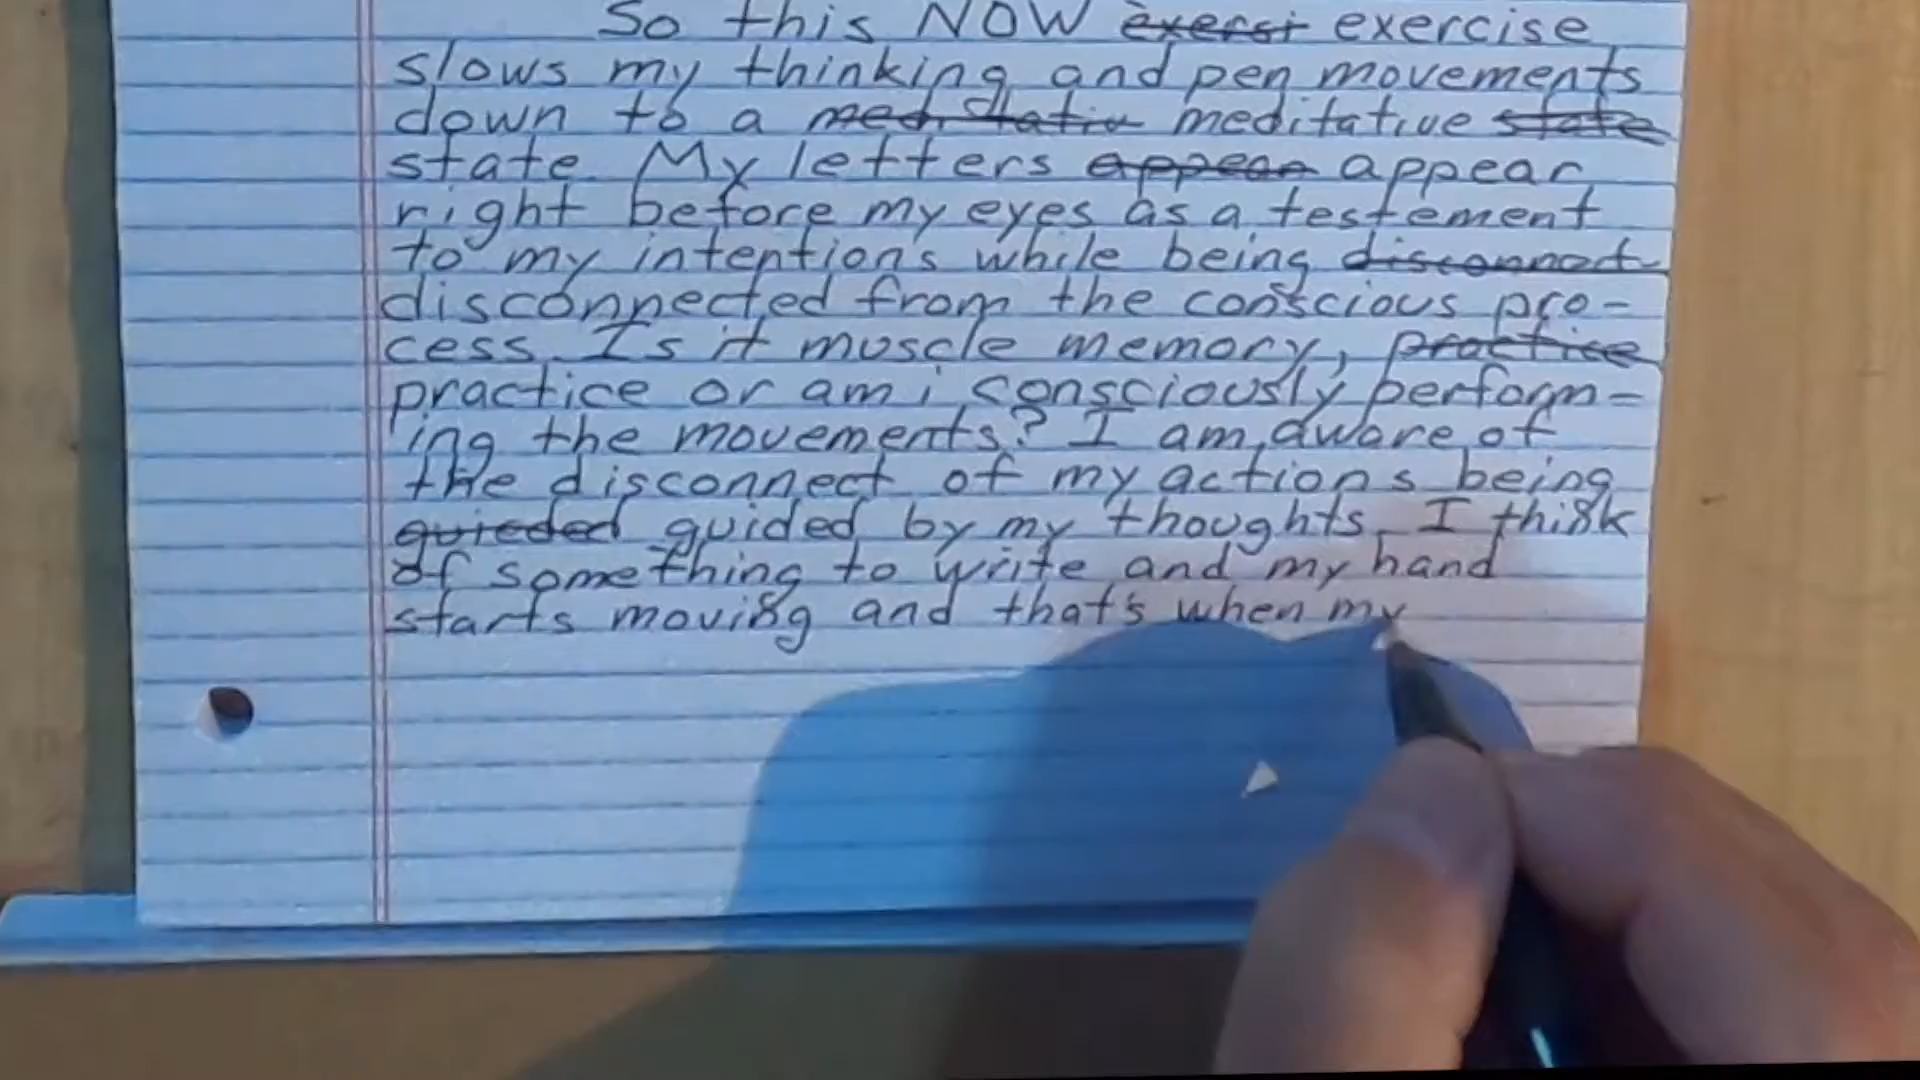 So this NOW exersi exercise
slows my thinking and pen movements
down to a meditativ meditative state
state. My letters appear appear
right before my eyes as a testement
to my intentions while being disconnect
disconnected from the conscious pro-
cess. Is it muscle memory, practice
practice or am i consciously perform-
ing the movements? I am aware of
the disconnect of my actions being
guieded guided by my thoughts. I think
of something to write and my hand
starts moving and that's when my